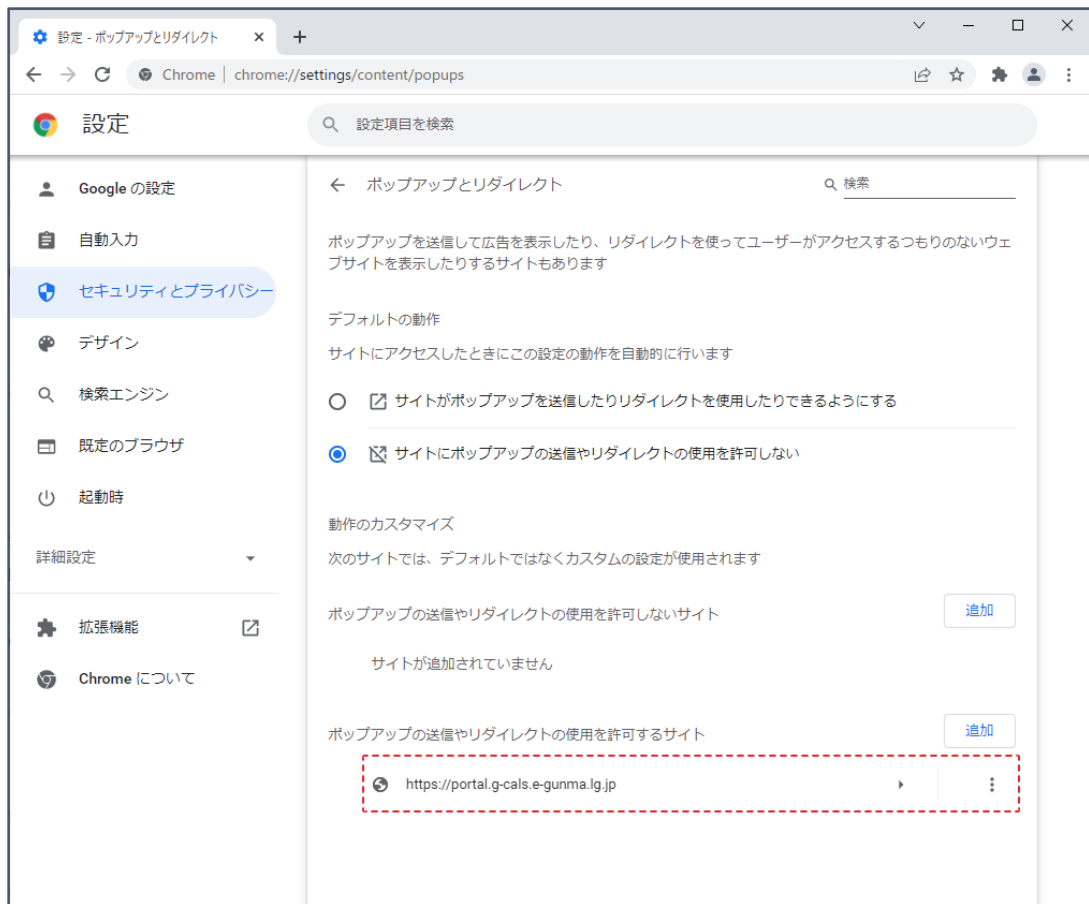 設定 - ポップアップとリダイレクト
Chrome | chrome://settings/content/popups
設定
設定項目を検索
Google の設定
自動入力
セキュリティとプライバシー
デザイン
検索エンジン
既定のブラウザ
起動時
詳細設定
拡張機能
Chrome について
ポップアップとリダイレクト
検索
ポップアップを送信して広告を表示したり、リダイレクトを使ってユーザーがアクセスするつもりのないウェ
ブサイトを表示したりするサイトもあります
デフォルトの動作
サイトにアクセスしたときにこの設定の動作を自動的に行います
サイトがポップアップを送信したりリダイレクトを使用したりできるようにする
サイトにポップアップの送信やリダイレクトの使用を許可しない
動作のカスタマイズ
次のサイトでは、デフォルトではなくカスタムの設定が使用されます
ポップアップの送信やリダイレクトの使用を許可しないサイト
追加
サイトが追加されていません
ポップアップの送信やリダイレクトの使用を許可するサイト
追加
https://portal.g-cals.e-gunma.lg.jp